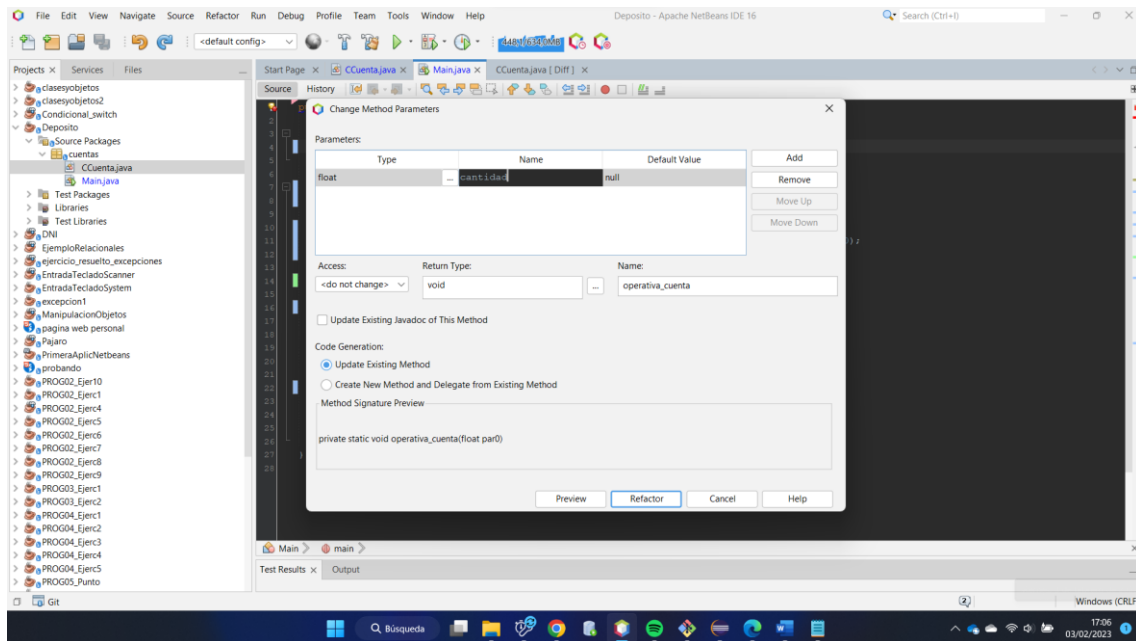 File Edit View Navigate Source Refactor Run Debug Profile Team Tools Window Help Deposito - Apache NetBeans IDE 16 Search (Ctrl+I)
<default config>
Projects × Services Files
Start Page × CCuenta.java × Main.java × CCuenta.java [ Diff ] ×
Source History
clasesyobjetos
clasesyobjetos2
Condicional_switch
Deposito
Source Packages
cuentas
CCuenta.java
Main.java
Test Packages
Libraries
Test Libraries
DNI
EjemploRelacionales
ejercicio_resuelto_excepciones
EntradaTecladoScanner
EntradaTecladoSystem
excepcion1
ManipulacionObjetos
pagina web personal
Pajaro
PrimeraAplicNetbeans
probando
PROG02_Ejer10
PROG02_Ejerc1
PROG02_Ejerc4
PROG02_Ejerc5
PROG02_Ejerc6
PROG02_Ejerc7
PROG02_Ejerc8
PROG02_Ejerc9
PROG03_Ejerc1
PROG03_Ejerc2
PROG04_Ejerc1
PROG04_Ejerc2
PROG04_Ejerc3
PROG04_Ejerc4
PROG04_Ejerc5
PROG05_Punto
Change Method Parameters
Parameters:
Type Name Default Value
float ... cantidad null
Add
Remove
Move Up
Move Down
Access: Return Type: Name:
<do not change> void ... operativa_cuenta
Update Existing Javadoc of This Method
Code Generation:
Update Existing Method
Create New Method and Delegate from Existing Method
Method Signature Preview
private static void operativa_cuenta(float par0)
Preview Refactor Cancel Help
Main main
Test Results × Output
Git
2 Windows (CRLF
Búsqueda
17:06
03/02/2023